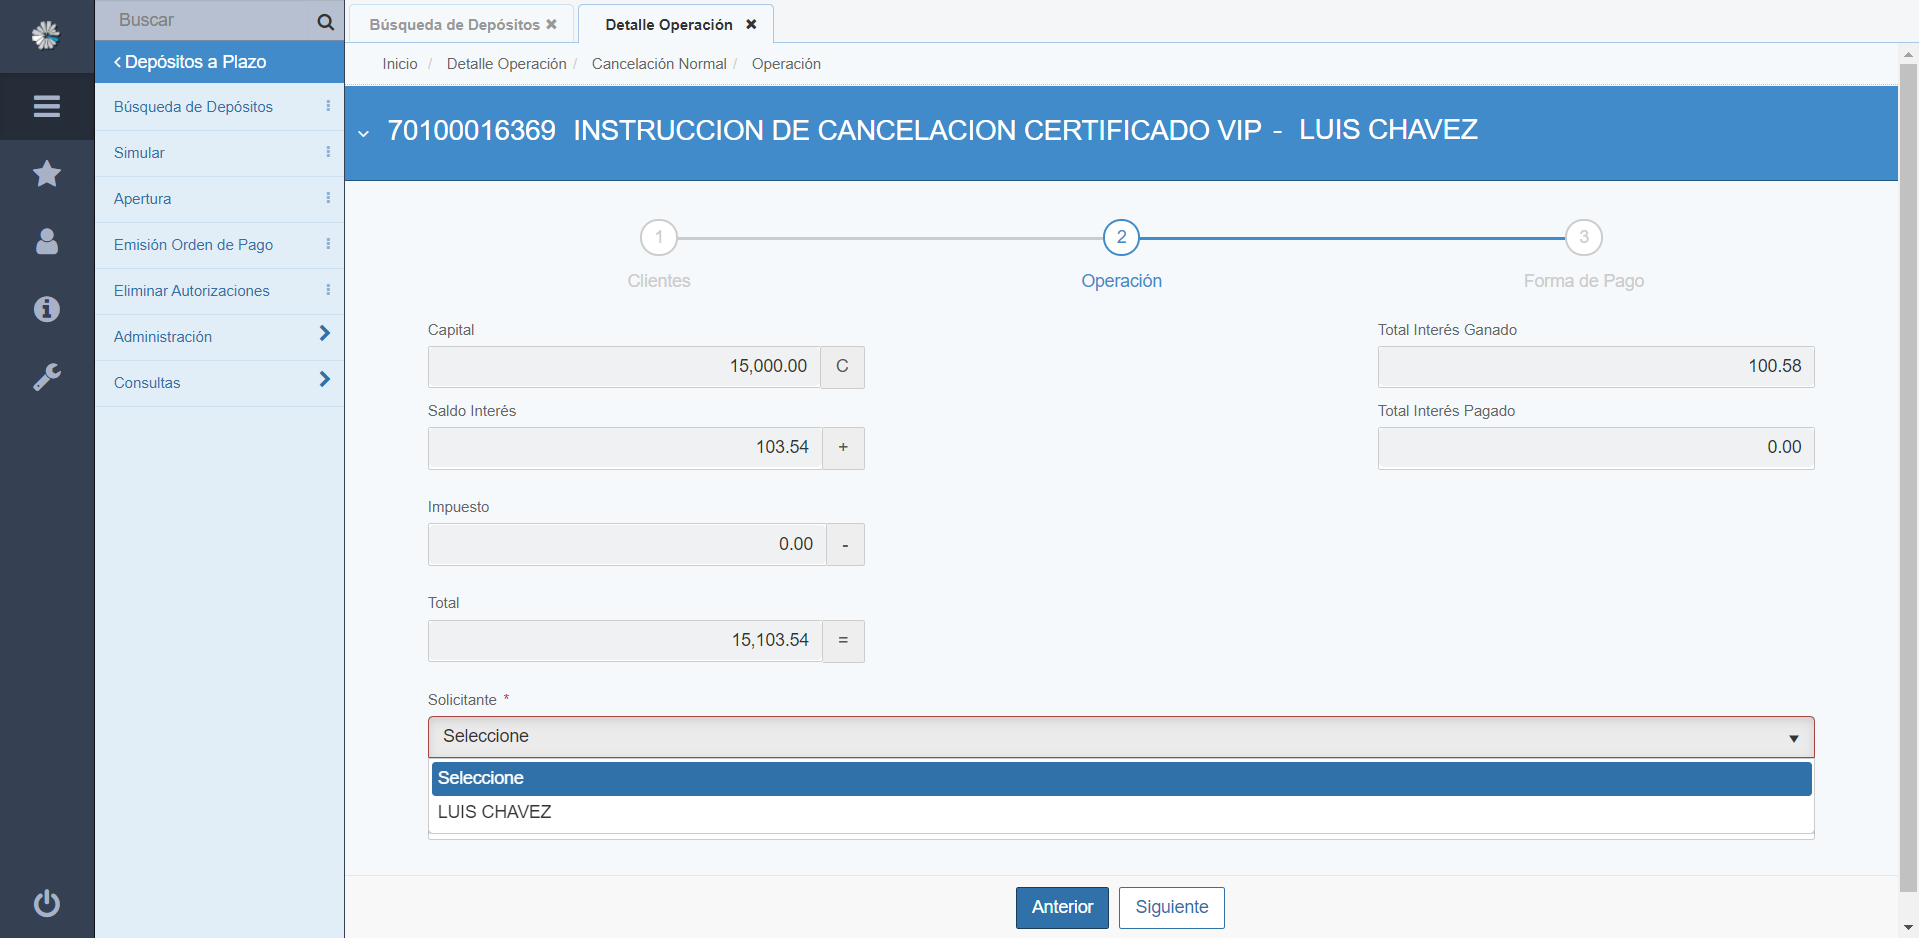 Buscar
Depósitos a Plazo
Búsqueda de Depósitos
Simular
Apertura
Emisión Orden de Pago
Eliminar Autorizaciones
Administración
Consultas
Búsqueda de Depósitos
Detalle Operación
Inicio / Detalle Operación / Cancelación Normal / Operación
70100016369 INSTRUCCION DE CANCELACION CERTIFICADO VIP - LUIS CHAVEZ
1 2 3
Clientes Operación Forma de Pago
Capital
15,000.00 C
Total Interés Ganado
100.58
Saldo Interés
103.54 +
Total Interés Pagado
0.00
Impuesto
0.00 -
Total
15,103.54 =
Solicitante *
Seleccione
Seleccione
LUIS CHAVEZ
Anterior Siguiente